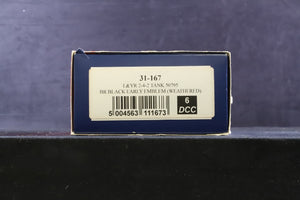 31-167
L&YR 2-4-2 TANK 50795
BR BLACK EARLY EMBLEM (WEATHERED)
5 004563 111673
6
DCC